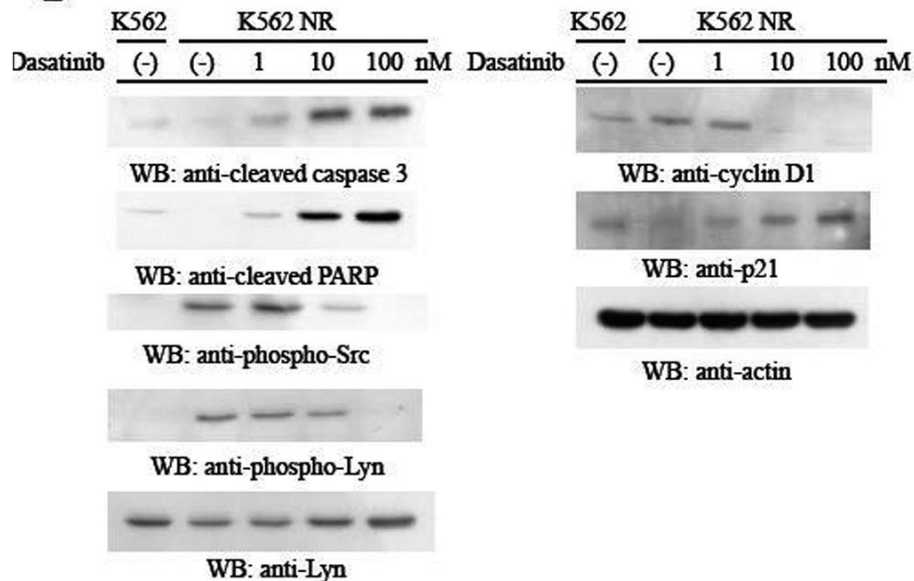 K562 K562 NR
Dasatinib (-) (-) 1 10 100 nM
WB: anti-cleaved caspase 3
WB: anti-cleaved PARP
WB: anti-phospho-Src
WB: anti-phospho-Lyn
WB: anti-Lyn
K562 K562 NR
Dasatinib (-) (-) 1 10 100 nM
WB: anti-cyclin D1
WB: anti-p21
WB: anti-actin